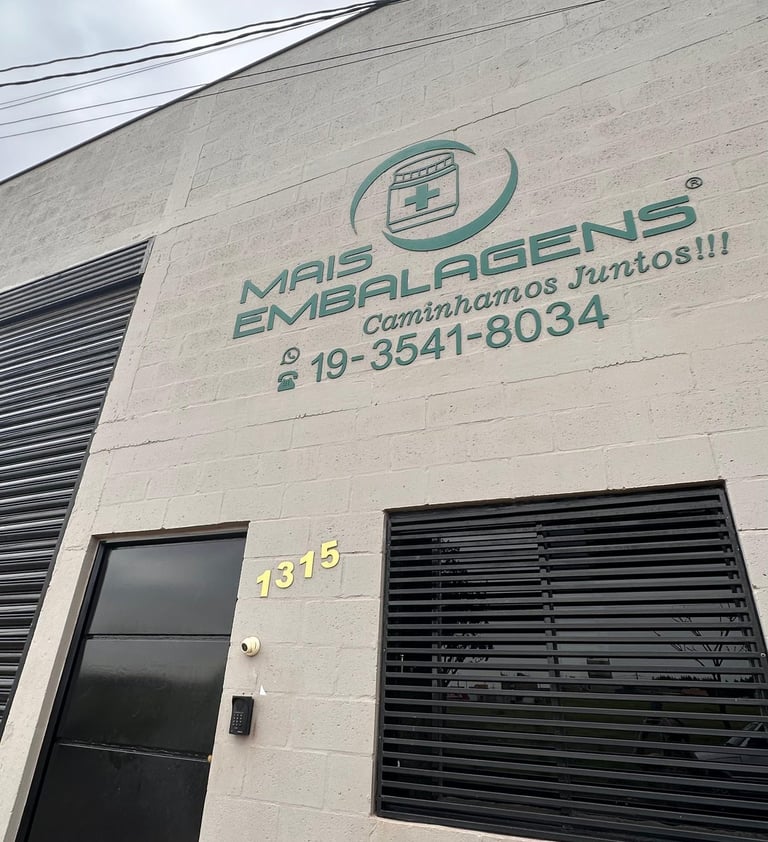 MAIS
EMBALAGENS®
Caminhamos Juntos!!!
19-3541-8034
1315